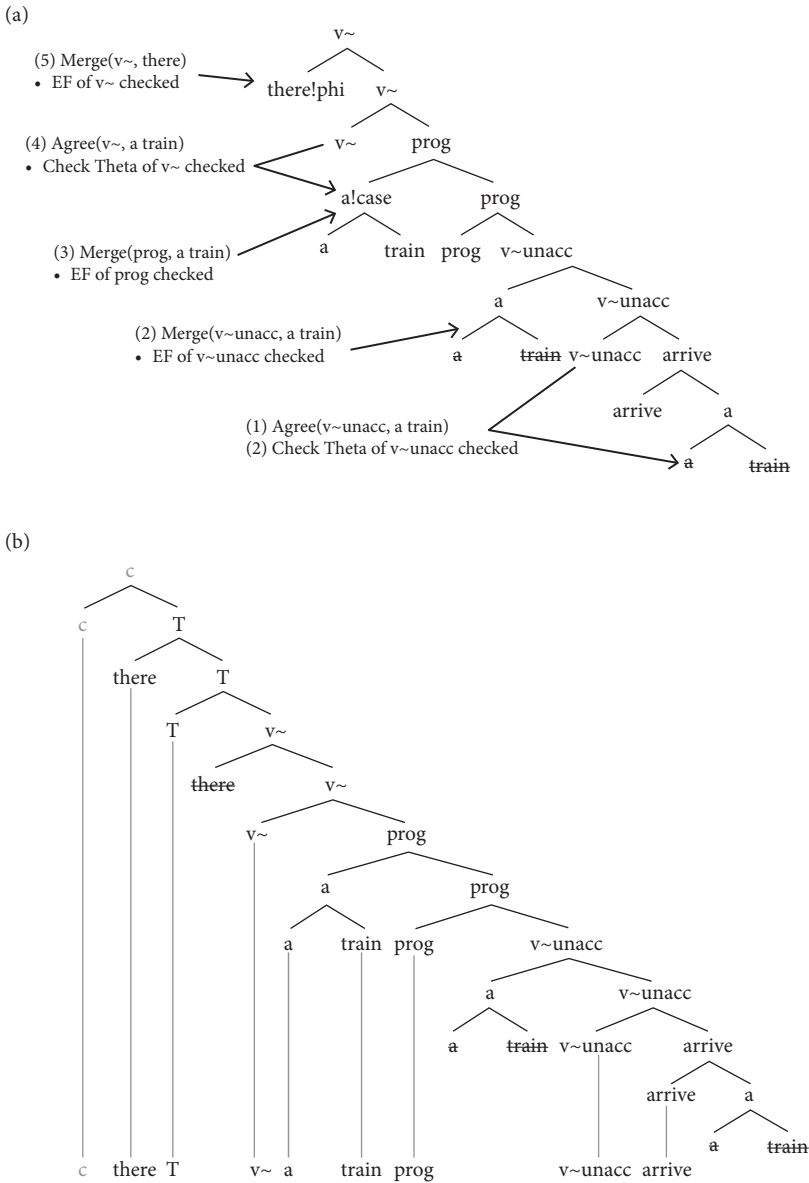 (a)
v~
(5) Merge(v~, there)
• EF of v~ checked
there!phi v~
(4) Agree(v~, a train)
• Check Theta of v~ checked
v~ prog
a!case prog
(3) Merge(prog, a train)
• EF of prog checked
a train prog v~unacc
a v~unacc
(2) Merge(v~unacc, a train)
• EF of v~unacc checked
a train v~unacc arrive
arrive a
(1) Agree(v~unacc, a train)
(2) Check Theta of v~unacc checked
a train
(b)
c
c T
there T
T v~
there v~
v~ prog
a prog
a train prog v~unacc
a v~unacc
a train v~unacc arrive
arrive a
a train
c there T v~ a train prog v~unacc arrive